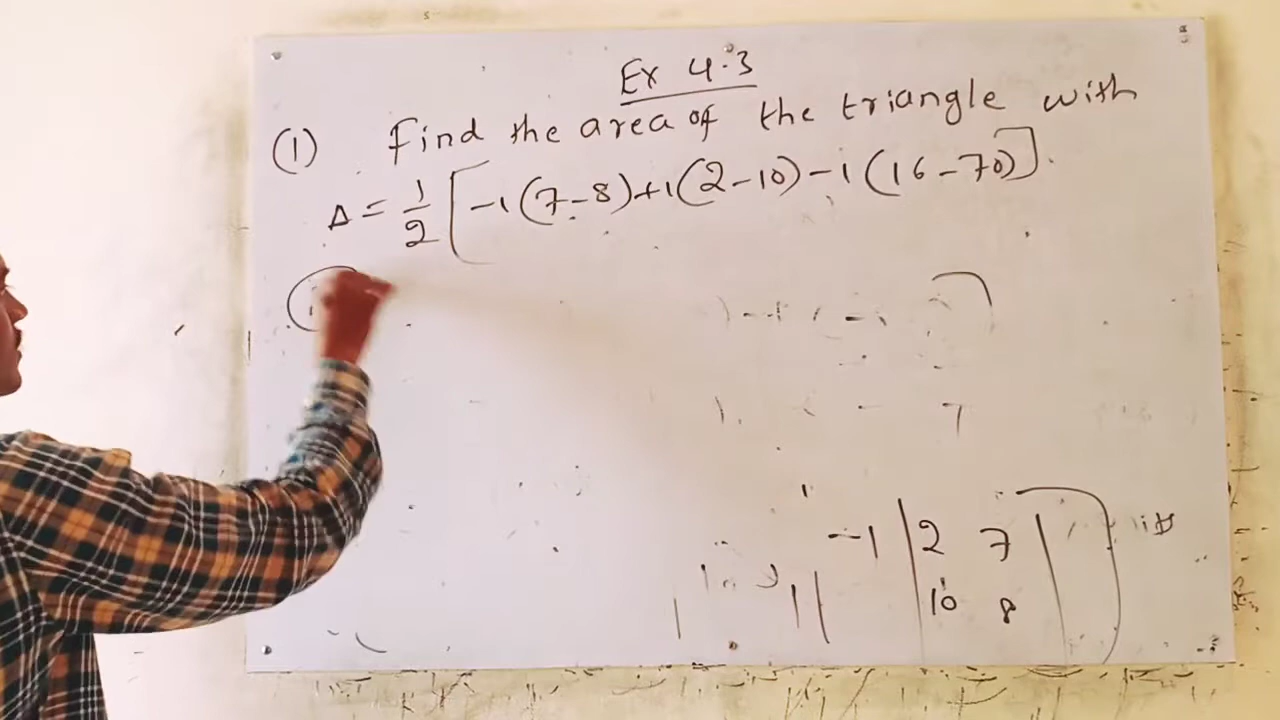 Ex 4.3
(1) Find the area of the triangle with
Δ = 1/2 [-1(7-8)+1(2-10)-1(16-70)].
-1 | 2 7 |
10 8